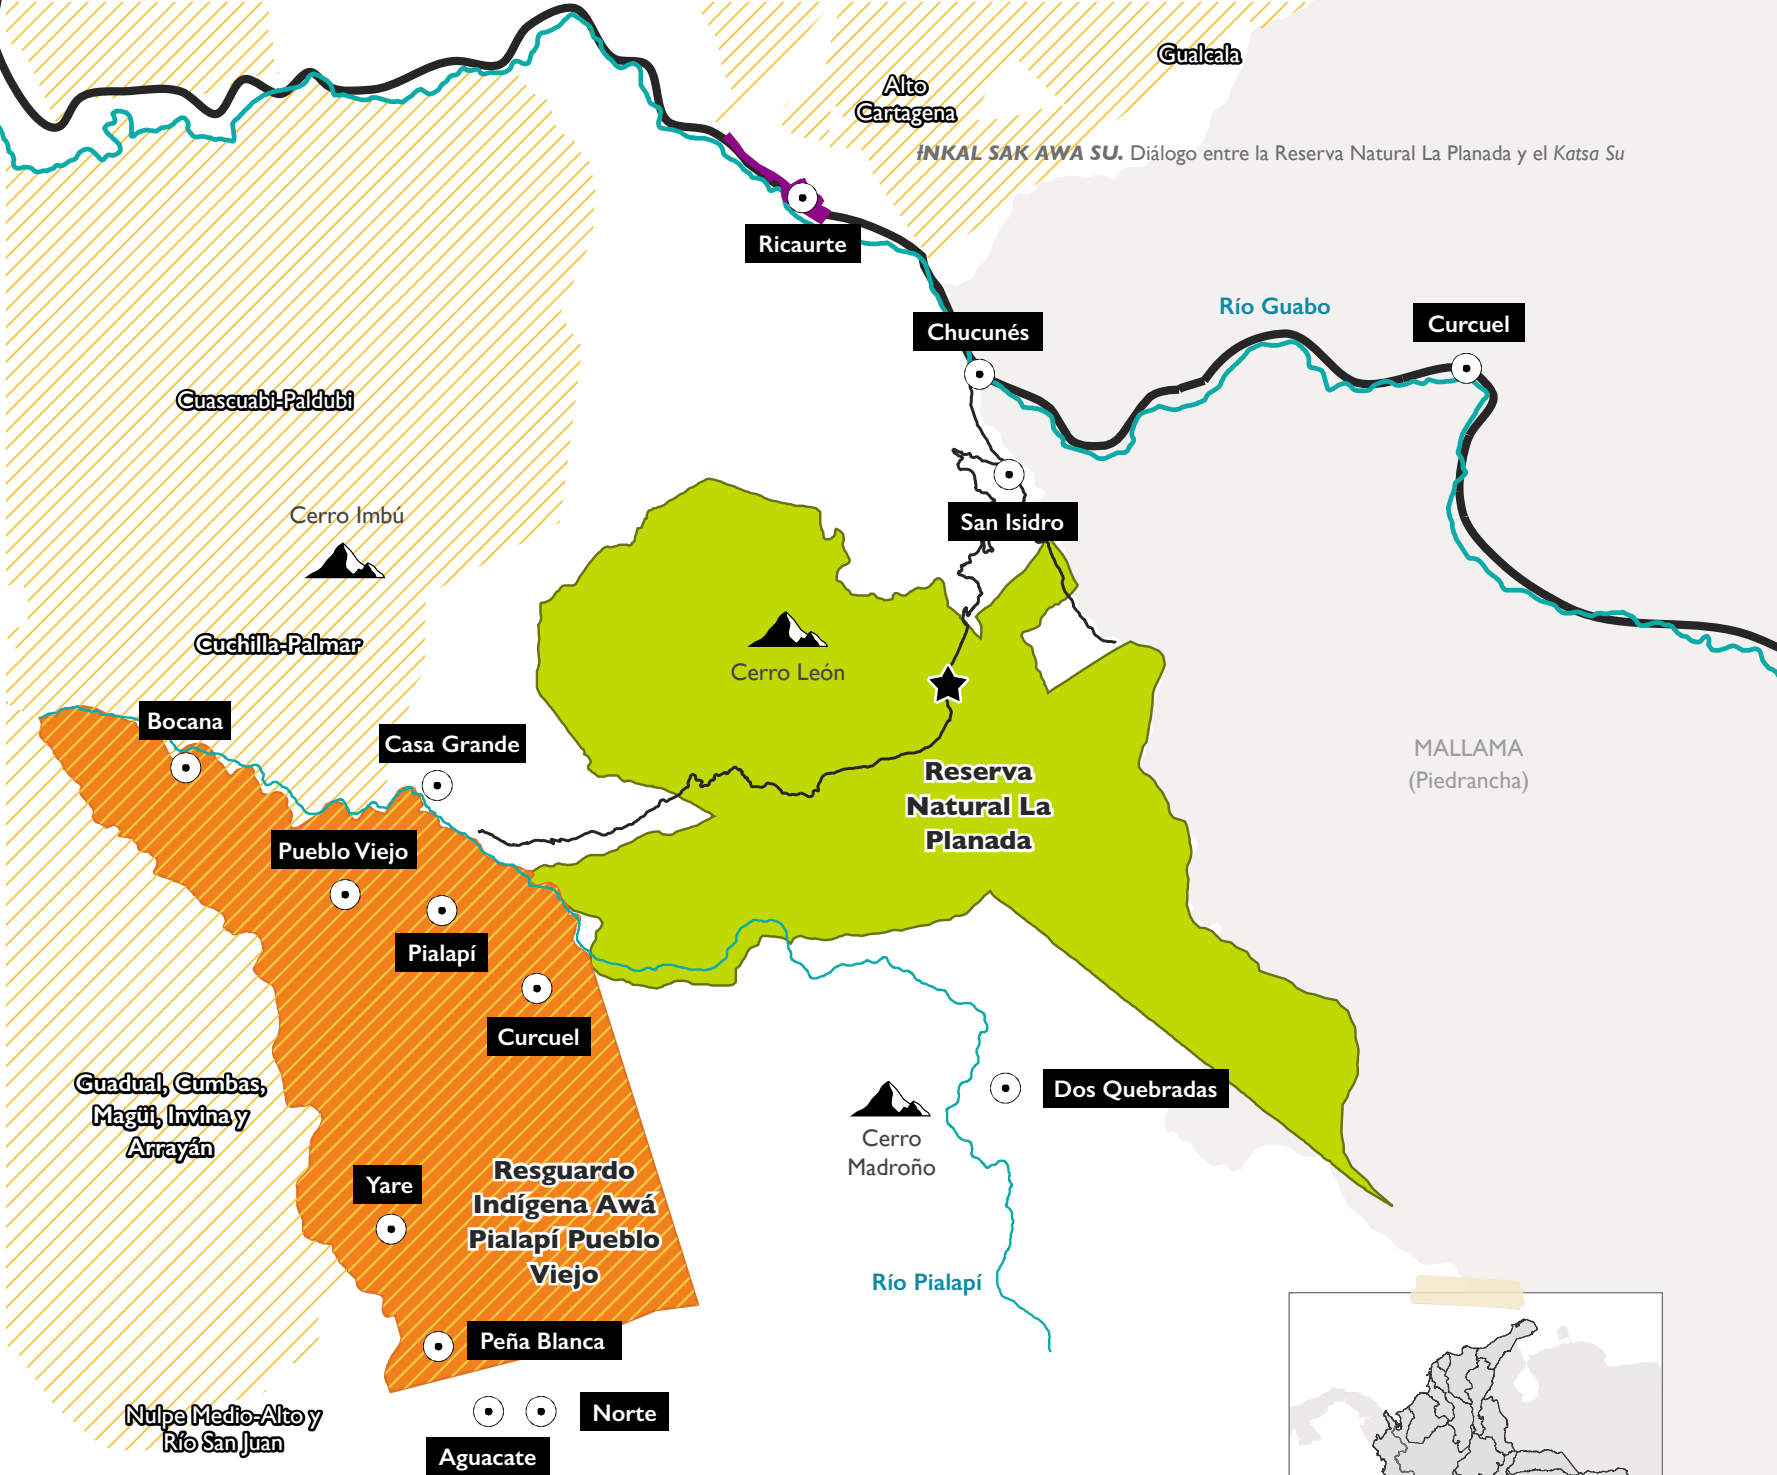 Gualcala
Alto
Cartagena
ɨNKAL SAK AWA SU. Diálogo entre la Reserva Natural La Planada y el Katsa Su
Ricaurte
Río Guabo
Chucunés
Curcuel
Cuascuabi-Paldubi
Cerro Imbú
San Isidro
Cuchilla-Palmar
Cerro León
Bocana
Casa Grande
MALLAMA
(Piedrancha)
Reserva
Natural La
Planada
Pueblo Viejo
Pialapí
Curcuel
Guadual, Cumbas,
Magüi, Invina y
Arrayán
Dos Quebradas
Cerro
Madroño
Yare
Resguardo
Indígena Awá
Pialapí Pueblo
Viejo
Río Pialapí
Peña Blanca
Nulpe Medio-Alto y
Río San Juan
Norte
Aguacate